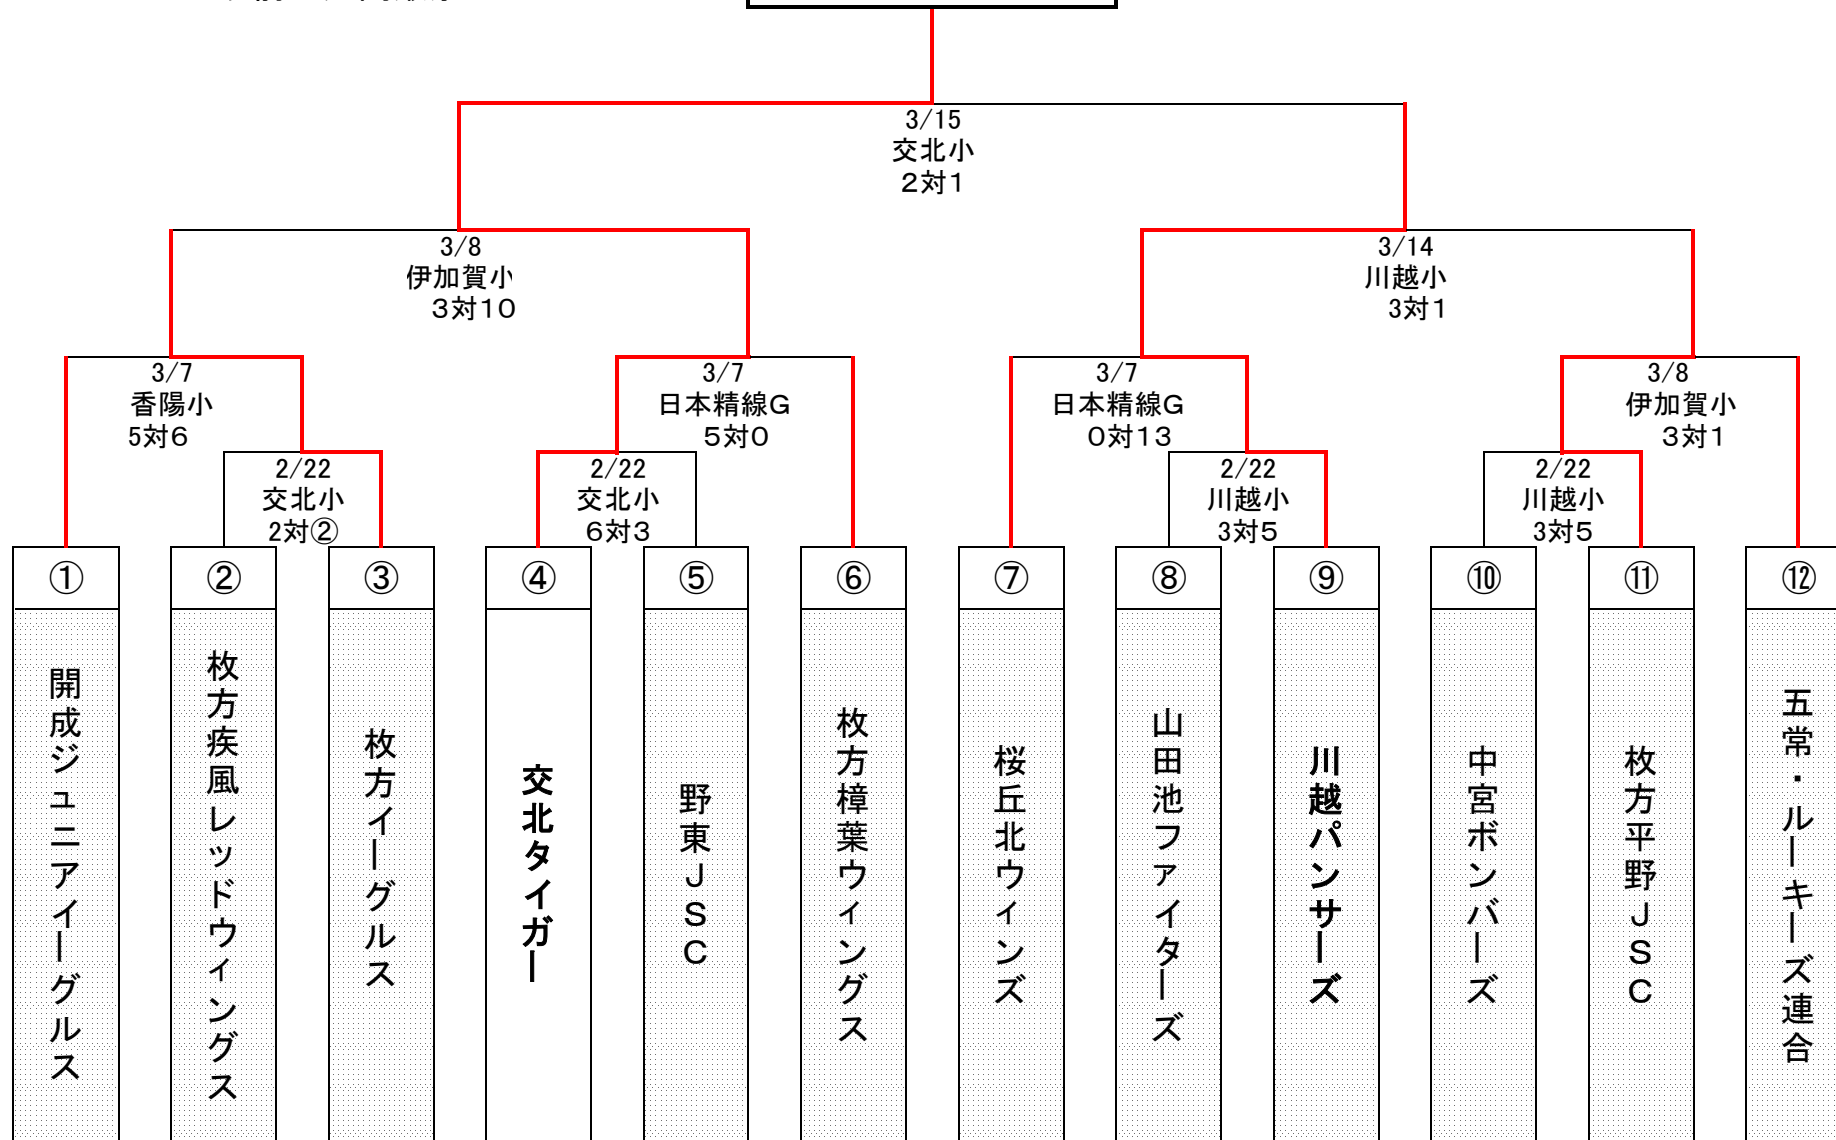 3/15
交北小
2対1
3/8
伊加賀小
3対10
3/14
川越小
3対1
3/7
香陽小
5対6
3/7
日本精線G
5対0
3/7
日本精線G
0対13
3/8
伊加賀小
3対1
2/22
交北小
2対②
2/22
交北小
6対3
2/22
川越小
3対5
2/22
川越小
3対5
①
②
③
④
⑤
⑥
⑦
⑧
⑨
⑩
⑪
⑫
開成ジュニアイーグルス
枚方疾風レッドウィングス
枚方イーグルス
交北タイガー
野東JSC
枚方樟葉ウィングス
桜丘北ウィンズ
山田池ファイターズ
川越パンサーズ
中宮ボンバーズ
枚方平野JSC
五常・ルーキーズ連合